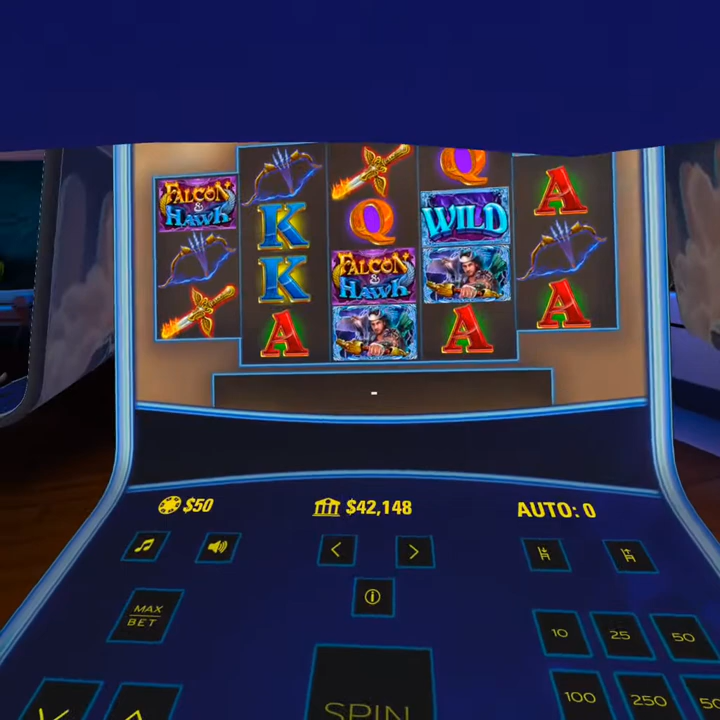 Q
FALCON
&
HAWK
K
Q
WILD
A
K
FALCON
&
HAWK
A
A
A
-
$50
$42,148
AUTO: 0
<
>
i
MAX
BET
10
25
50
100
250
SPIN